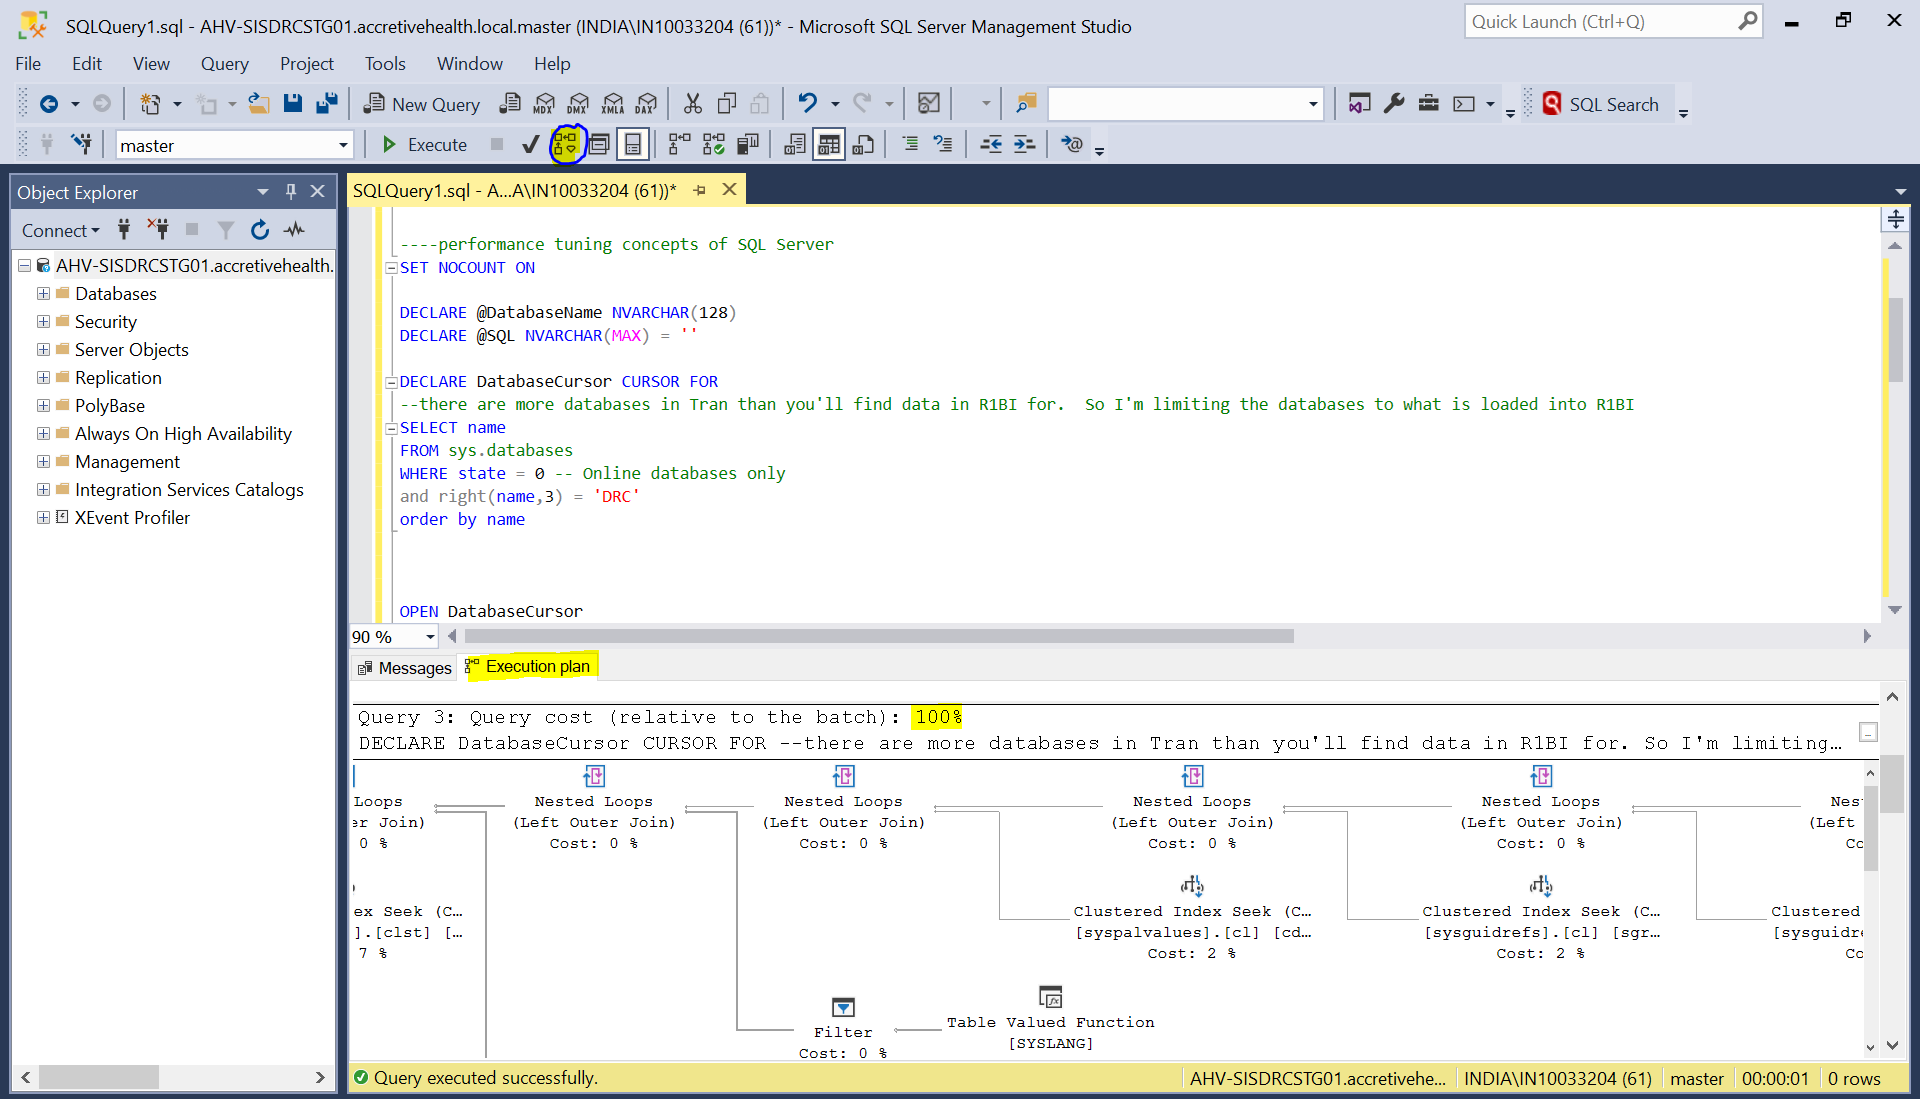 SQLQuery1.sql - AHV-SISDRCSTG01.accretivehealth.local.master (INDIA\IN10033204 (61))* - Microsoft SQL Server Management Studio
Quick Launch (Ctrl+Q)
File Edit View Query Project Tools Window Help
New Query MDX DMX XMLA DAX SQL Search
master Execute
Object Explorer
Connect
AHV-SISDRCSTG01.accretivehealth.
Databases
Security
Server Objects
Replication
PolyBase
Always On High Availability
Management
Integration Services Catalogs
XEvent Profiler
SQLQuery1.sql - A...A\IN10033204 (61))*
----performance tuning concepts of SQL Server
SET NOCOUNT ON
DECLARE @DatabaseName NVARCHAR(128)
DECLARE @SQL NVARCHAR(MAX) = ''
DECLARE DatabaseCursor CURSOR FOR
--there are more databases in Tran than you'll find data in R1BI for.  So I'm limiting the databases to what is loaded into R1BI
SELECT name
FROM sys.databases
WHERE state = 0 -- Online databases only
and right(name,3) = 'DRC'
order by name
OPEN DatabaseCursor
90 %
Messages Execution plan
Query 3: Query cost (relative to the batch): 100%
DECLARE DatabaseCursor CURSOR FOR --there are more databases in Tran than you'll find data in R1BI for. So I'm limiting…
Loops Nested Loops Nested Loops Nested Loops Nested Loops Nes
er Join) (Left Outer Join) (Left Outer Join) (Left Outer Join) (Left Outer Join) (Left
0 % Cost: 0 % Cost: 0 % Cost: 0 % Cost: 0 % Co
ex Seek (C… Clustered Index Seek (C… Clustered Index Seek (C… Clustered
].[clst] [… [syspalvalues].[cl] [cd… [sysguidrefs].[cl] [sgr… [sysguidre
7 % Cost: 2 % Cost: 2 % Co
Filter Table Valued Function
Cost: 0 % [SYSLANG]
Query executed successfully. AHV-SISDRCSTG01.accretivehe... INDIA\IN10033204 (61) master 00:00:01 0 rows